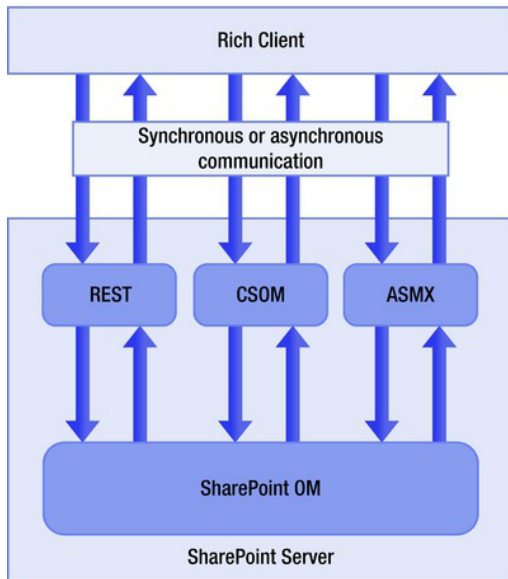 Rich Client
Synchronous or asynchronous
communication
REST
CSOM
ASMX
SharePoint OM
SharePoint Server